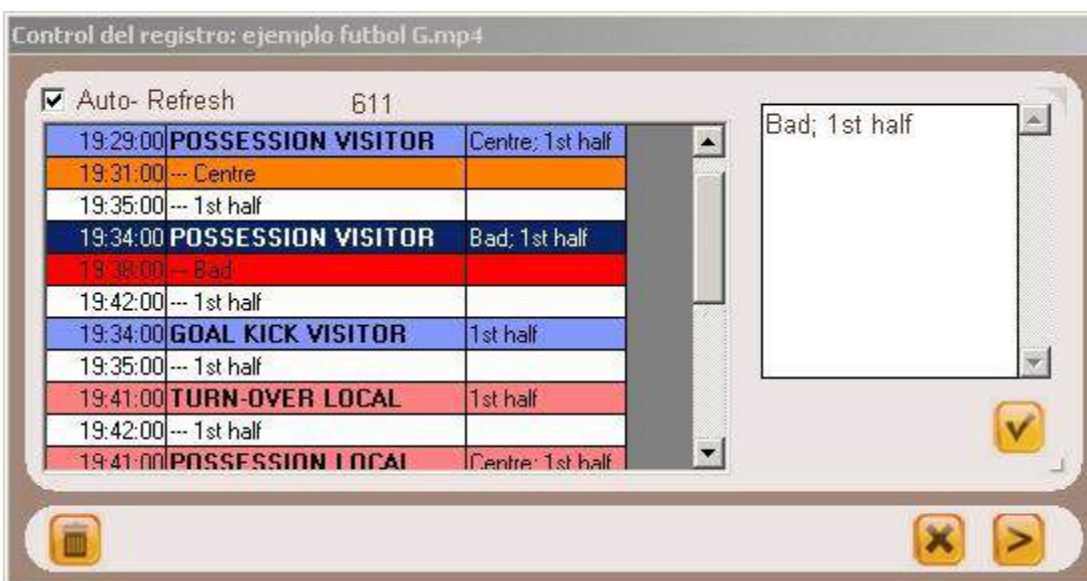 Control del registro: ejemplo futbol G.mp4
Auto- Refresh 611
19:29:00 POSSESSION VISITOR Centre; 1st half
19:31:00 --- Centre
19:35:00 --- 1st half
19:34:00 POSSESSION VISITOR Bad; 1st half
19:38:00 --- Bad
19:42:00 --- 1st half
19:34:00 GOAL KICK VISITOR 1st half
19:35:00 --- 1st half
19:41:00 TURN-OVER LOCAL 1st half
19:42:00 --- 1st half
19:41:00 POSSESSION LOCAL Centre; 1st half
Bad; 1st half